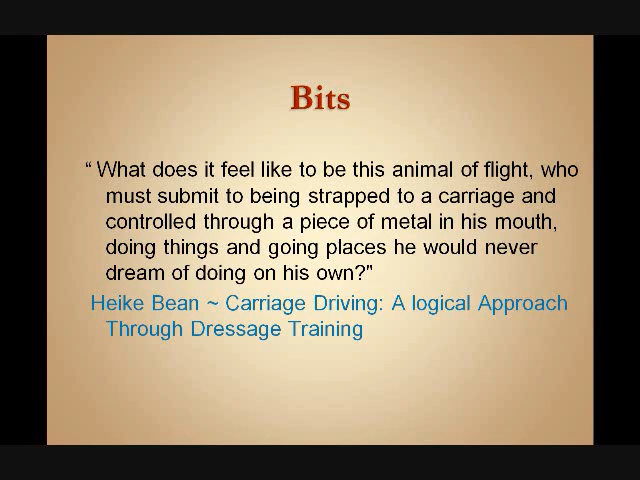 Bits
“ What does it feel like to be this animal of flight, who
must submit to being strapped to a carriage and
controlled through a piece of metal in his mouth,
doing things and going places he would never
dream of doing on his own?”
Heike Bean ~ Carriage Driving: A logical Approach
Through Dressage Training